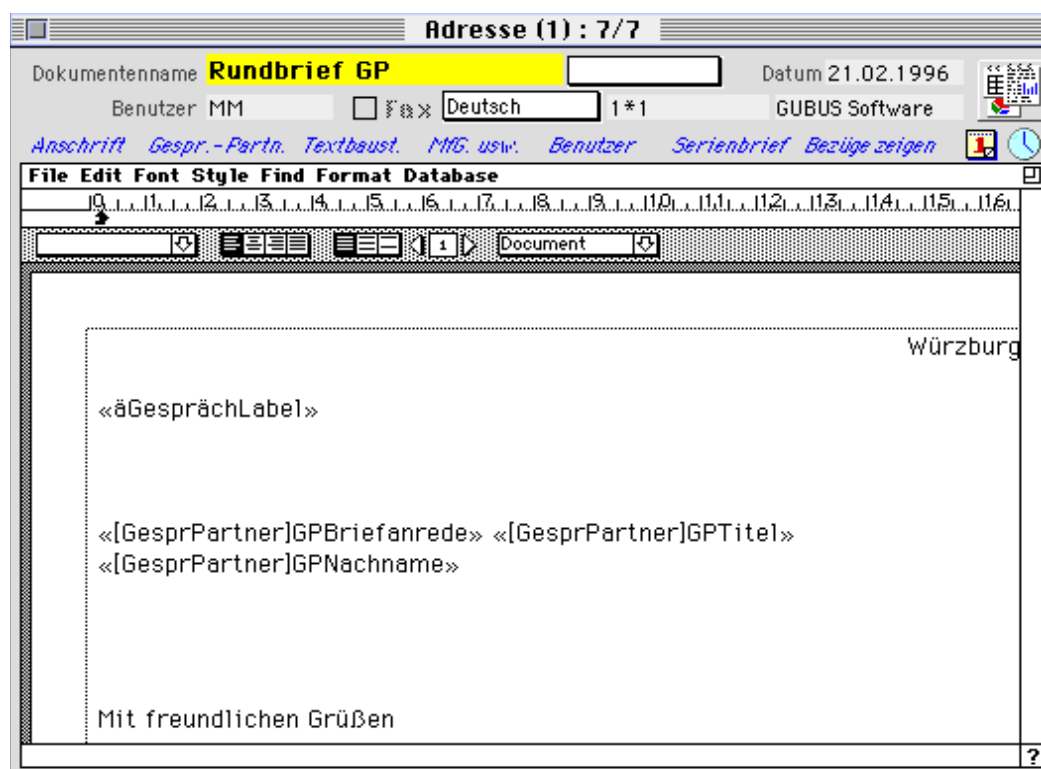 Adresse (1) : 7/7
Dokumentenname Rundbrief GP Datum 21.02.1996
Benutzer MM Fax Deutsch 1*1 GUBUS Software
Anschrift Gespr.-Partn. Textbaust. MfG. usw. Benutzer Serienbrief Bezüge zeigen 1
File Edit Font Style Find Format Database
0 1 2 3 4 5 6 7 8 9 10 11 12 13 14 15 16
1 Document
Würzburg
«äGesprächLabel»
«[GesprPartner]GPBriefanrede» «[GesprPartner]GPTitel»
«[GesprPartner]GPNachname»
Mit freundlichen Grüßen
?